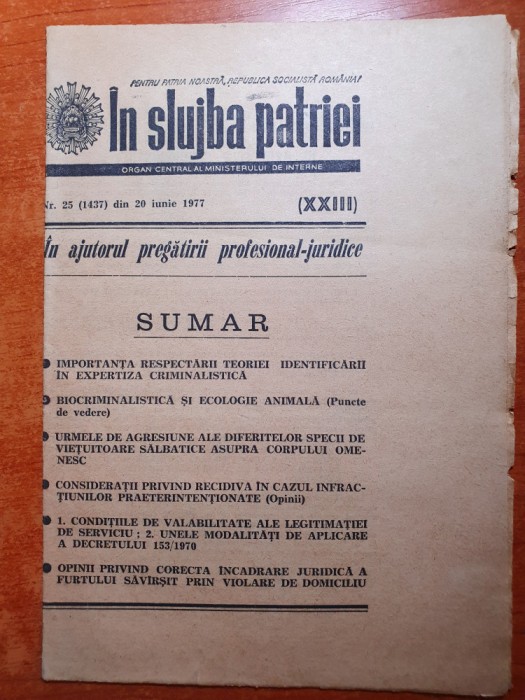 PENTRU PATRIA NOASTRĂ, REPUBLICA SOCIALISTĂ ROMÂNIA!
În slujba patriei
ORGAN CENTRAL AL MINISTERULUI DE INTERNE
Nr. 25 (1437) din 20 iunie 1977 (XXIII)
În ajutorul pregătirii profesional-juridice
SUMAR
● IMPORTANȚA RESPECTĂRII TEORIEI IDENTIFICĂRII
ÎN EXPERTIZA CRIMINALISTICĂ
● BIOCRIMINALISTICĂ ȘI ECOLOGIE ANIMALĂ (Puncte
de vedere)
● URMELE DE AGRESIUNE ALE DIFERITELOR SPECII DE
VIEȚUITOARE SĂLBATICE ASUPRA CORPULUI OME-
NESC
● CONSIDERAȚII PRIVIND RECIDIVA ÎN CAZUL INFRAC-
ȚIUNILOR PRAETERINTENȚIONATE (Opinii)
● 1. CONDIȚIILE DE VALABILITATE ALE LEGITIMAȚIEI
DE SERVICIU ; 2. UNELE MODALITĂȚI DE APLICARE
A DECRETULUI 153/1970
● OPINII PRIVIND CORECTA ÎNCADRARE JURIDICĂ A
FURTULUI SĂVÎRȘIT PRIN VIOLARE DE DOMICILIU